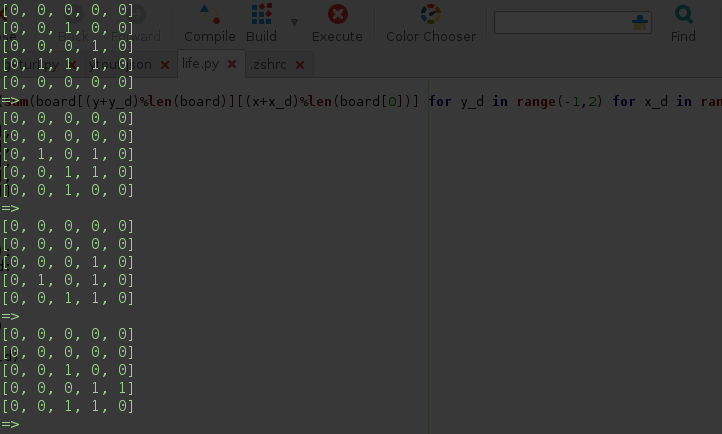 Back Forward Compile Build Execute Color Chooser Find
life.py .zshrc
sum(board[(y+y_d)%len(board)][(x+x_d)%len(board[0])] for y_d in range(-1,2) for x_d in ran
[0, 0, 0, 0, 0]
[0, 0, 1, 0, 0]
[0, 0, 0, 1, 0]
[0, 1, 1, 1, 0]
[0, 0, 0, 0, 0]
=>
[0, 0, 0, 0, 0]
[0, 0, 0, 0, 0]
[0, 1, 0, 1, 0]
[0, 0, 1, 1, 0]
[0, 0, 1, 0, 0]
=>
[0, 0, 0, 0, 0]
[0, 0, 0, 0, 0]
[0, 0, 0, 1, 0]
[0, 1, 0, 1, 0]
[0, 0, 1, 1, 0]
=>
[0, 0, 0, 0, 0]
[0, 0, 0, 0, 0]
[0, 0, 1, 0, 0]
[0, 0, 0, 1, 1]
[0, 0, 1, 1, 0]
=>